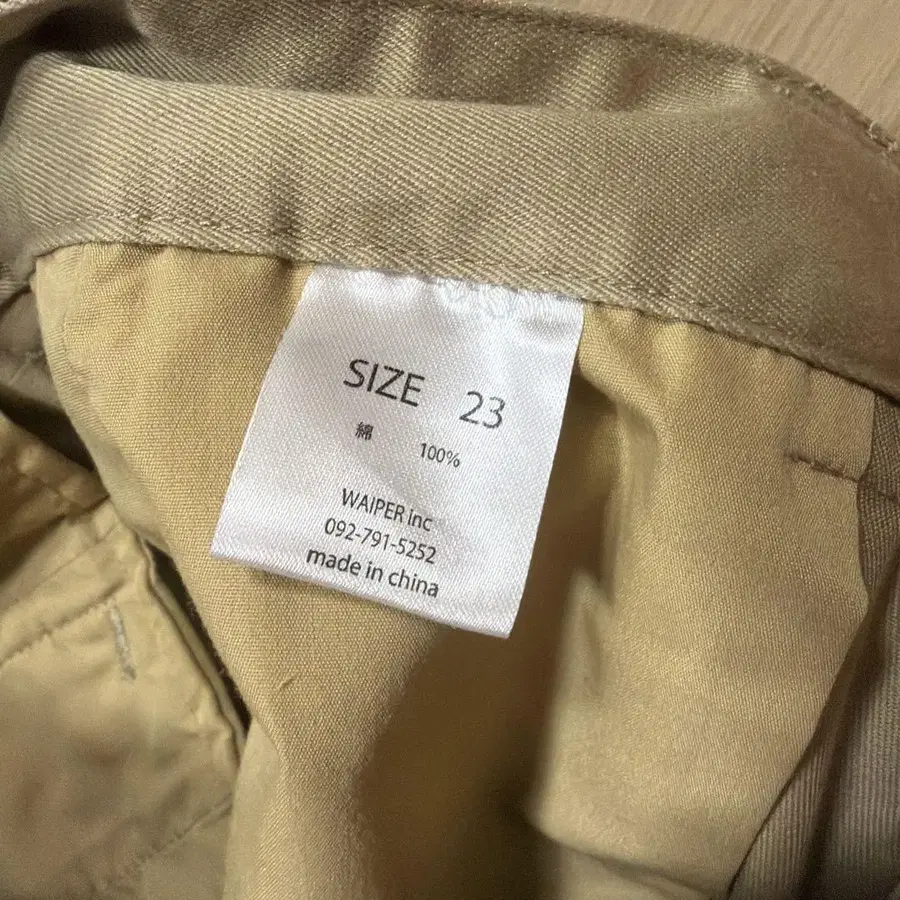 SIZE 23
綿 100%
WAIPER inc
092-791-5252
made in china